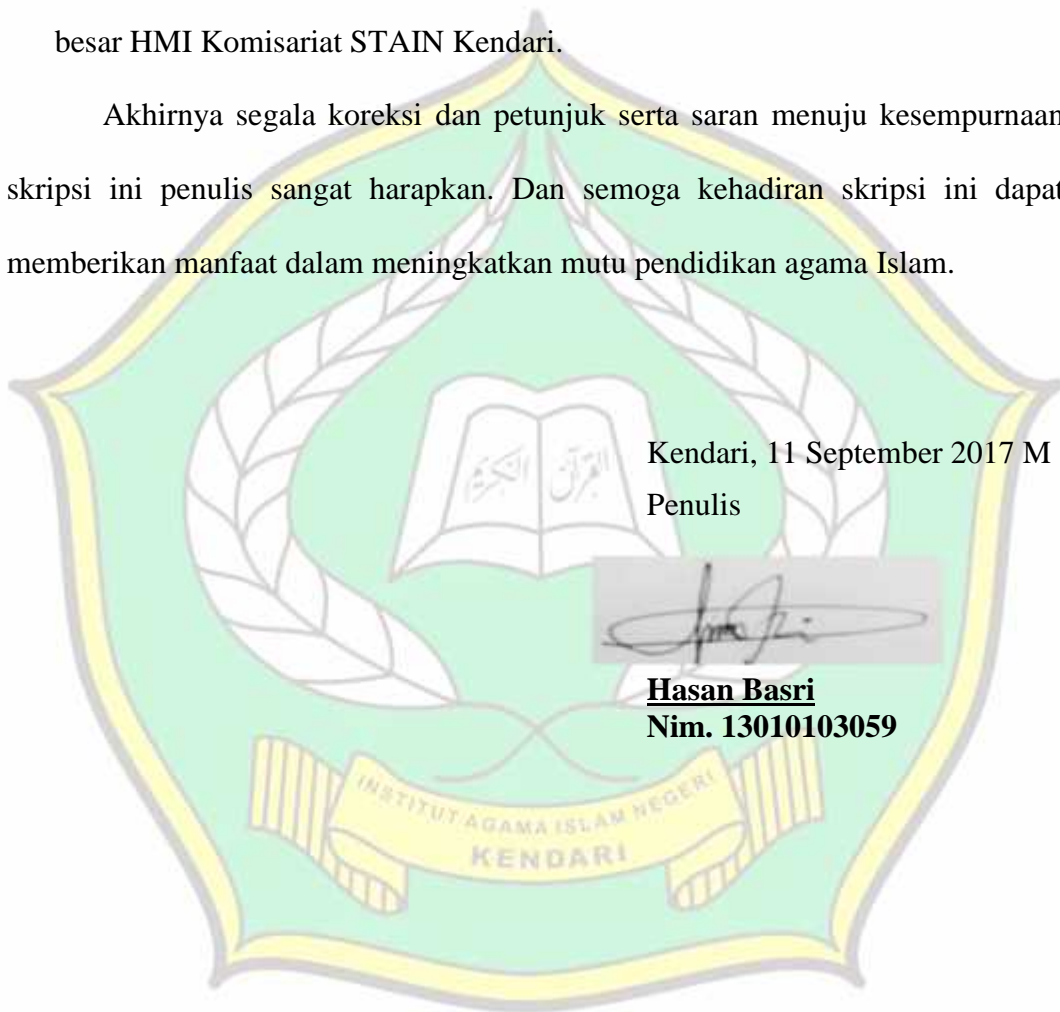 besar HMI Komisariat STAIN Kendari.
Akhirnya segala koreksi dan petunjuk serta saran menuju kesempurnaan
skripsi ini penulis sangat harapkan. Dan semoga kehadiran skripsi ini dapat
memberikan manfaat dalam meningkatkan mutu pendidikan agama Islam.
القرآن الكريم
Kendari, 11 September 2017 M
Penulis
Hasan Basri
Nim. 13010103059
INSTITUT AGAMA ISLAM NEGERI
KENDARI